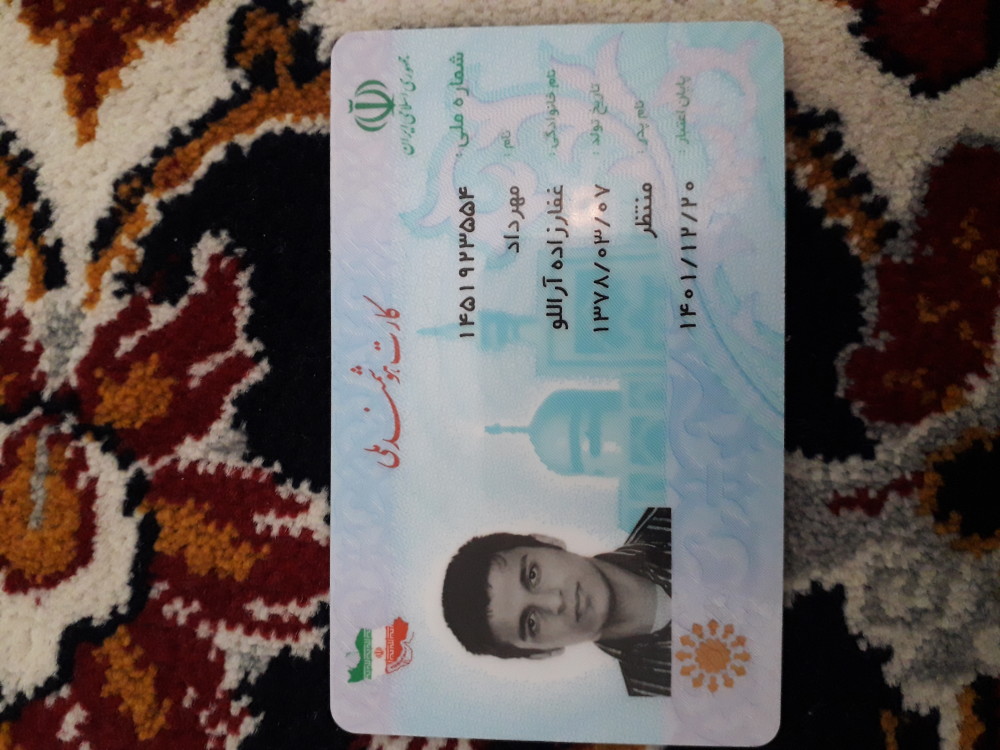 جمهوری اسلامی ایران
کارت هوشمند ملی
شماره ملی : ۱۴۵۱۹۲۳۵۵۴
نام : مهرداد
نام خانوادگی : غفارزاده آراللو
تاریخ تولد : ۱۳۷۸/۰۳/۰۷
نام پدر : منتظر
پایان اعتبار : ۱۴۰۱/۱۲/۲۰